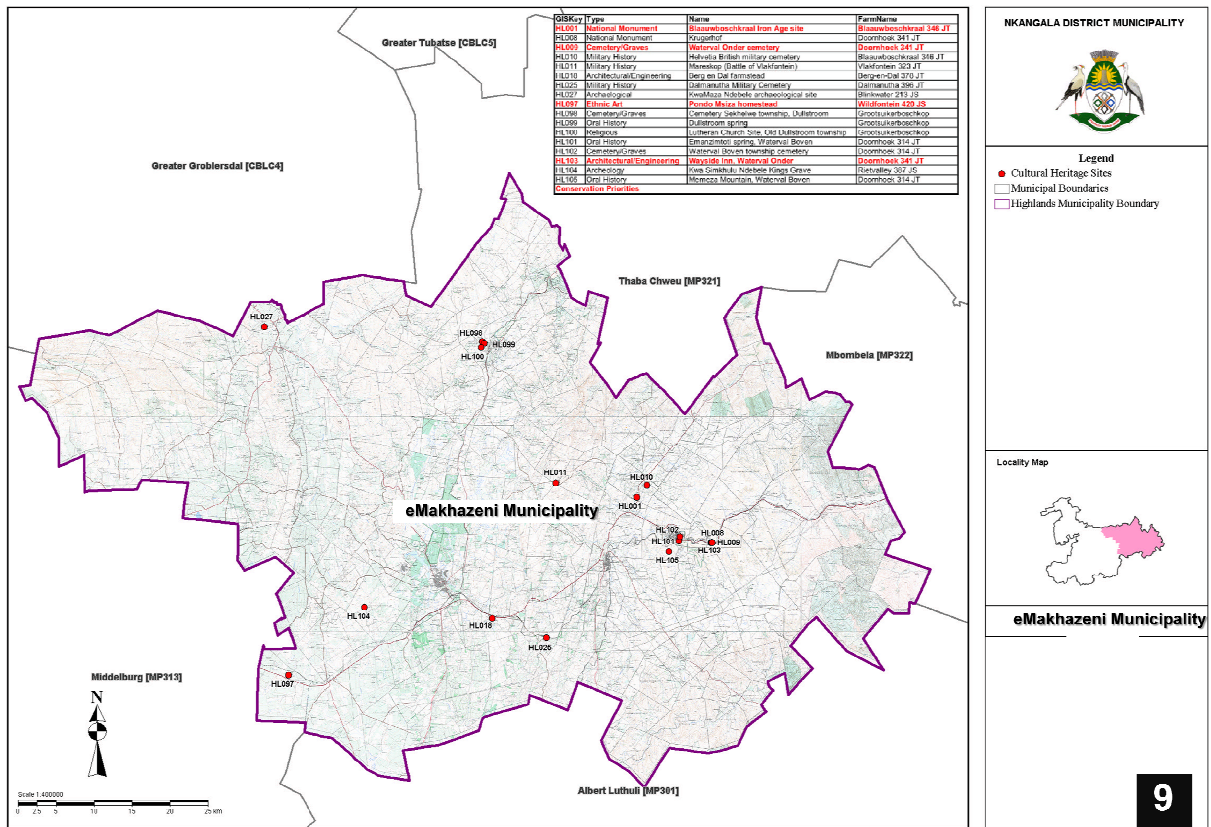 GISKey Type Name FarmName
HL001 National Monument Blaauwboschkraal Iron Age site Blaauwboschkraal 346 JT
HL008 National Monument Krugerhof Doornhoek 341 JT
HL009 Cemetery/Graves Waterval Onder cemetery Doornhoek 341 JT
HL010 Military History Helvetia British military cemetery Blaauwboschkraal 346 JT
HL011 Military History Mareskop (Battle of Vlakfontein) Vlakfontein 323 JT
HL018 Architectural/Engineering Berg en Dal farmstead Berg-en-Dal 378 JT
HL025 Military History Dalmanutha Military Cemetery Dalmanutha 396 JT
HL027 Archaelogical KwaMaza Ndebele archaeological site Blinkwater 213 JS
HL097 Ethnic Art Pondo Msiza homestead Wildfontein 420 JS
HL098 Cemetery/Graves Cemetery Sekhelwe township, Dullstroom Grootsuikerboschkop
HL099 Oral History Dullstroom spring Grootsuikerboschkop
HL100 Religious Lutheran Church Site, Old Dullstroom township Grootsuikerboschkop
HL101 Oral History Emanzimtoti spring, Waterval Boven Doornhoek 314 JT
HL102 Cemetery/Graves Waterval Boven township cemetery Doornhoek 314 JT
HL103 Architectural/Engineering Wayside Inn, Waterval Onder Doornhoek 341 JT
HL104 Archeology Kwa Simkhulu Ndebele Kings Grave Rietvalley 387 JS
HL105 Oral History Memeza Mountain, Waterval Boven Doornhoek 314 JT
Conservation Priorities
Greater Tubatse [CBLC5]
Greater Groblersdal [CBLC4]
Thaba Chweu [MP321]
Mbombela [MP322]
HL027
HL098
HL099
HL100
HL011
HL010
HL001
eMakhazeni Municipality
HL102
HL101
HL008
HL009
HL103
HL105
HL104
HL018
HL025
HL097
Middelburg [MP313]
Albert Luthuli [MP301]
N
Scale 1:400000
0 2.5 5 10 15 20 25 km
NKANGALA DISTRICT MUNICIPALITY
Legend
Cultural Heritage Sites
Municipal Boundaries
Highlands Municipality Boundary
Locality Map
eMakhazeni Municipality
9